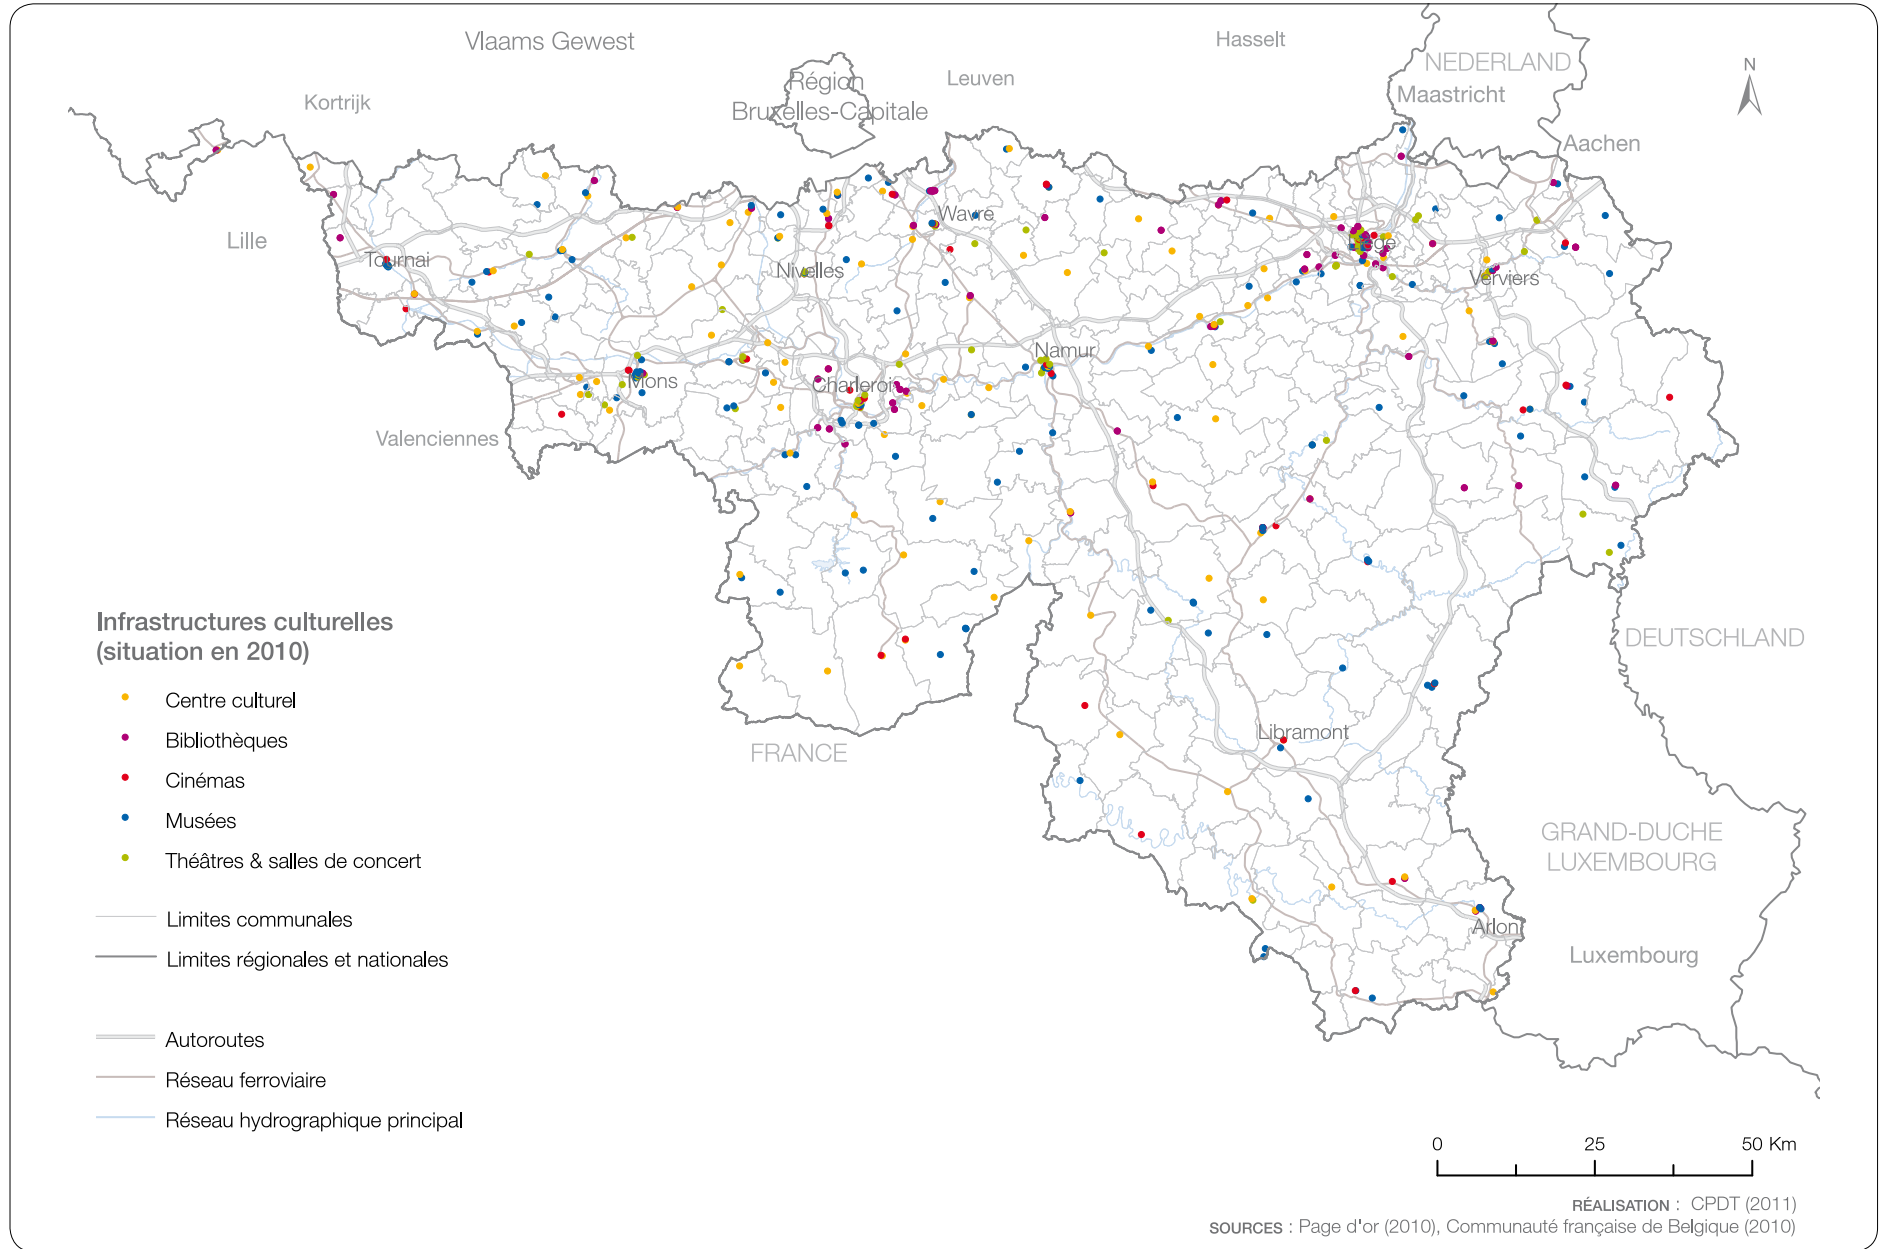 Vlaams Gewest
Hasselt
NEDERLAND
Maastricht
N
Région
Bruxelles-Capitale
Leuven
Kortrijk
Aachen
Lille
Tournai
Wavre
Nivelles
Liège
Verviers
Namur
Mons
Charleroi
Valenciennes
Infrastructures culturelles
(situation en 2010)
Centre culturel
Bibliothèques
Cinémas
Musées
Théâtres & salles de concert
Limites communales
Limites régionales et nationales
Autoroutes
Réseau ferroviaire
Réseau hydrographique principal
DEUTSCHLAND
FRANCE
Libramont
GRAND-DUCHE
LUXEMBOURG
Arlon
Luxembourg
0 25 50 Km
RÉALISATION : CPDT (2011)
SOURCES : Page d'or (2010), Communauté française de Belgique (2010)